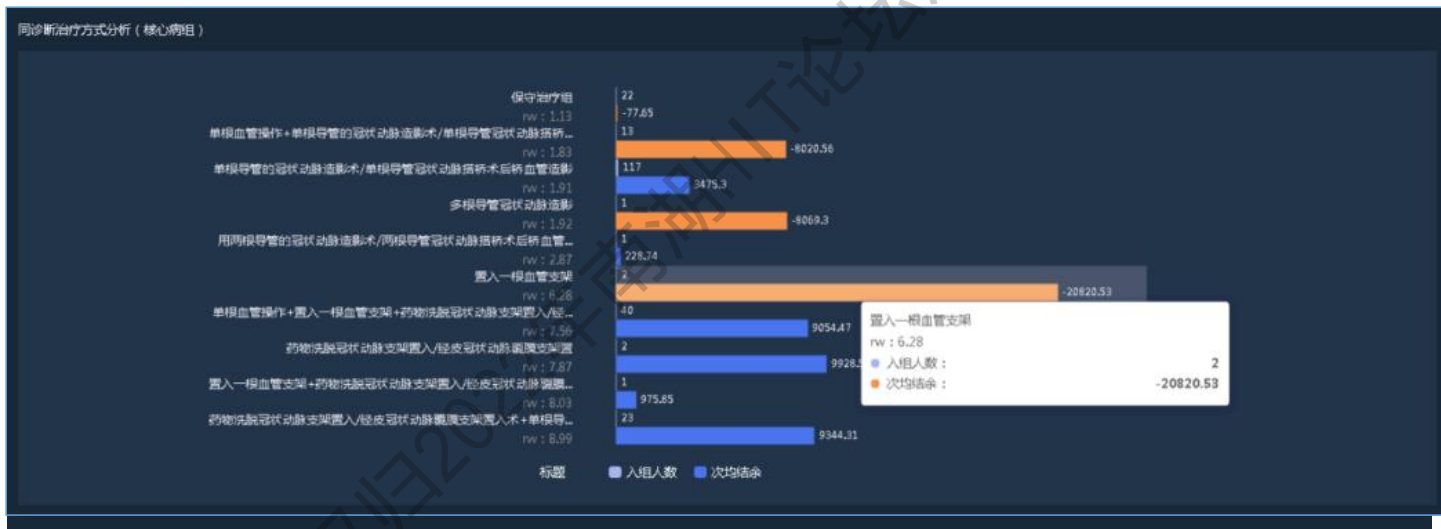 同诊断治疗方式分析（核心病组）
保守治疗组
22
rw：1.13
-77.65
单根血管操作+单根导管的冠状动脉造影术/单根导管冠状动脉搭桥...
13
rw：1.83
-8020.56
单根导管的冠状动脉造影术/单根导管冠状动脉搭桥术后桥血管造影
117
rw：1.91
3475.3
多根导管冠状动脉造影
1
rw：1.92
-8069.3
用两根导管的冠状动脉造影术/两根导管冠状动脉搭桥术后桥血管...
1
rw：2.87
228.74
置入一根血管支架
2
rw：6.28
-20820.53
单根血管操作+置入一根血管支架+药物洗脱冠状动脉支架置入/经...
40
rw：7.56
9054.47
药物洗脱冠状动脉支架置入/经皮冠状动脉覆膜支架置
2
rw：7.87
9928.
置入一根血管支架+药物洗脱冠状动脉支架置入/经皮冠状动脉覆膜...
1
rw：8.03
975.65
药物洗脱冠状动脉支架置入/经皮冠状动脉覆膜支架置入术+单根导...
23
rw：8.99
9344.31
置入一根血管支架
rw：6.28
入组人数： 2
次均结余： -20820.53
标题 入组人数 次均结余
南湖HIT论坛